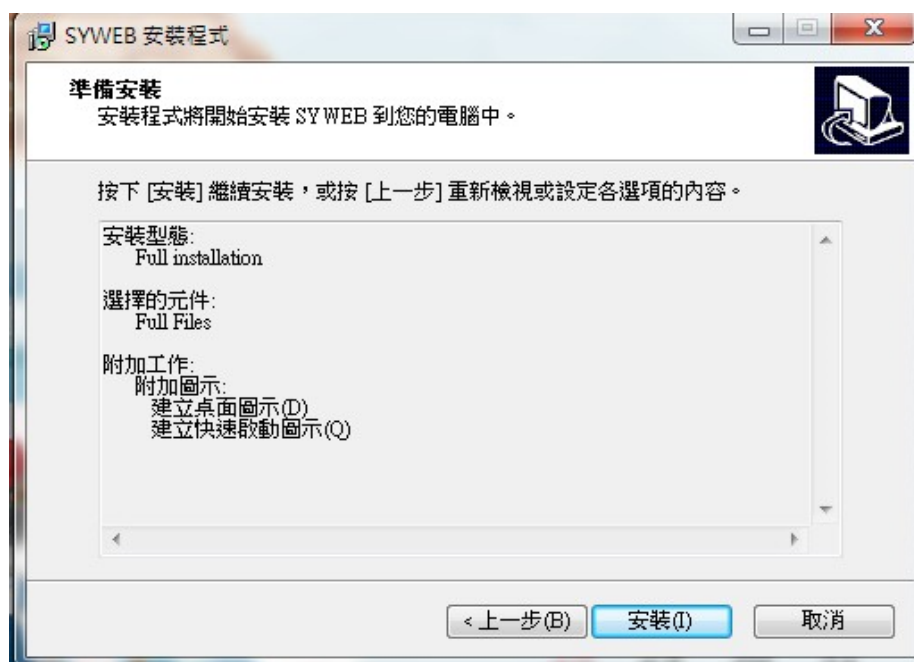 SYWEB 安裝程式
準備安裝
安裝程式將開始安裝 SYWEB 到您的電腦中。
按下 [安裝] 繼續安裝，或按 [上一步] 重新檢視或設定各選項的內容。
安裝型態:
Full installation
選擇的元件:
Full Files
附加工作:
附加圖示:
建立桌面圖示(D)
建立快速啟動圖示(Q)
<上一步(B)
安裝(I)
取消